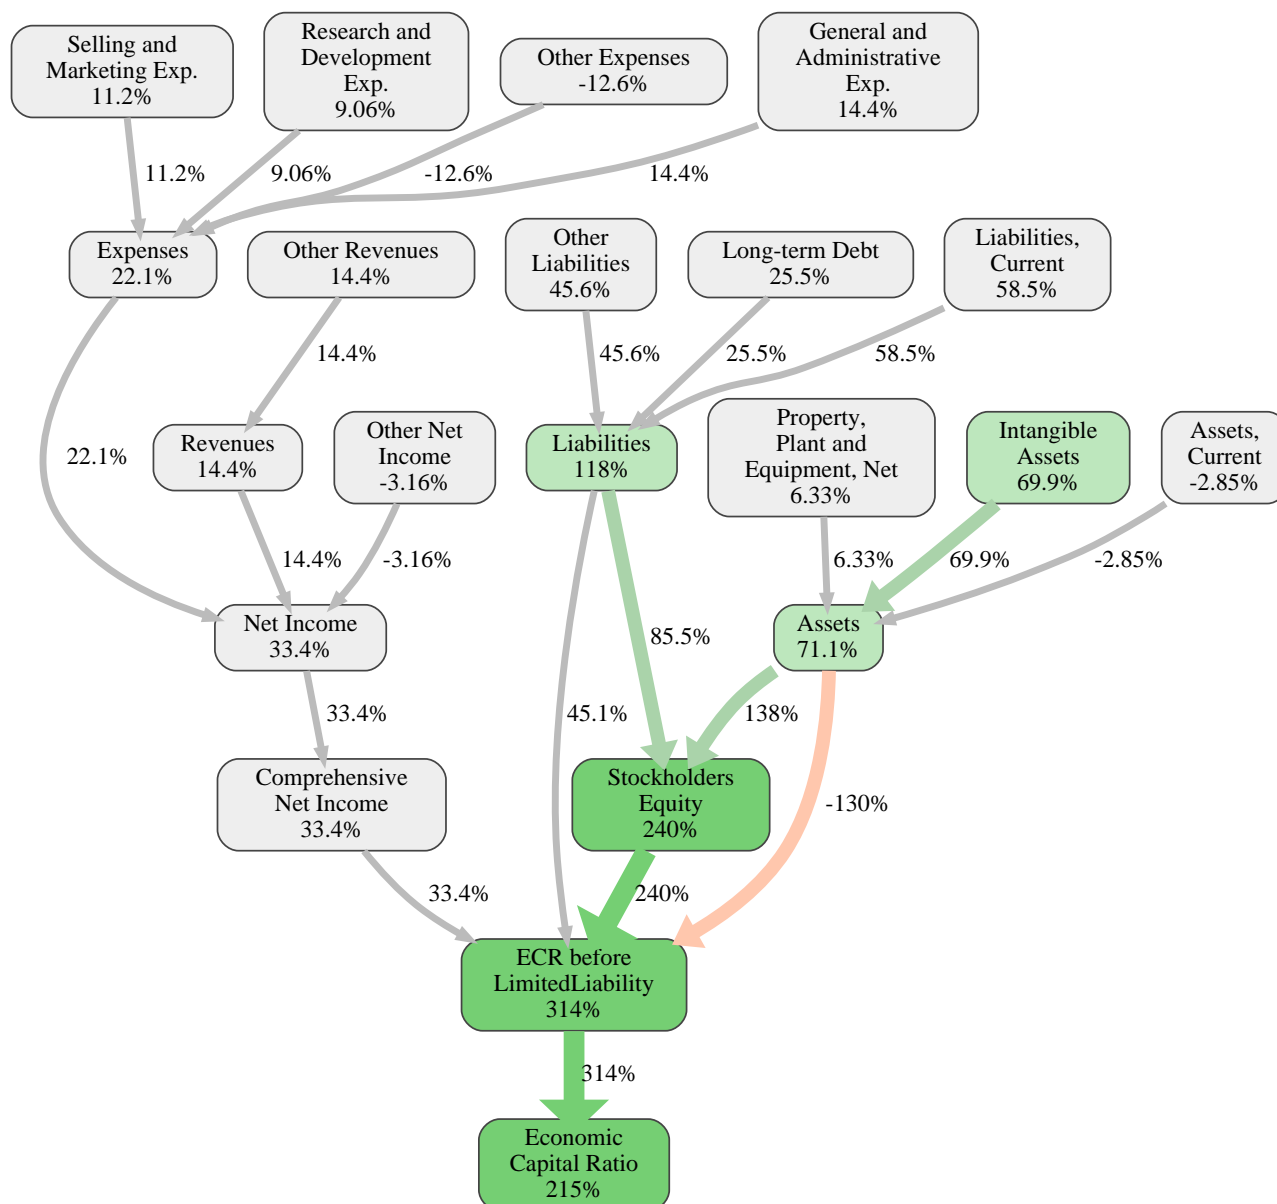 Selling and
Marketing Exp.
11.2%
Research and
Development
Exp.
9.06%
Other Expenses
-12.6%
General and
Administrative
Exp.
14.4%
11.2%
9.06%
-12.6%
14.4%
Expenses
22.1%
Other Revenues
14.4%
Other
Liabilities
45.6%
Long-term Debt
25.5%
Liabilities,
Current
58.5%
14.4%
45.6%
25.5%
58.5%
22.1%
Revenues
14.4%
Other Net
Income
-3.16%
Liabilities
118%
Property,
Plant and
Equipment, Net
6.33%
Intangible
Assets
69.9%
Assets,
Current
-2.85%
14.4%
-3.16%
6.33%
69.9%
-2.85%
Net Income
33.4%
85.5%
Assets
71.1%
33.4%
45.1%
138%
Comprehensive
Net Income
33.4%
Stockholders
Equity
240%
-130%
33.4%
240%
ECR before
LimitedLiability
314%
314%
Economic
Capital Ratio
215%